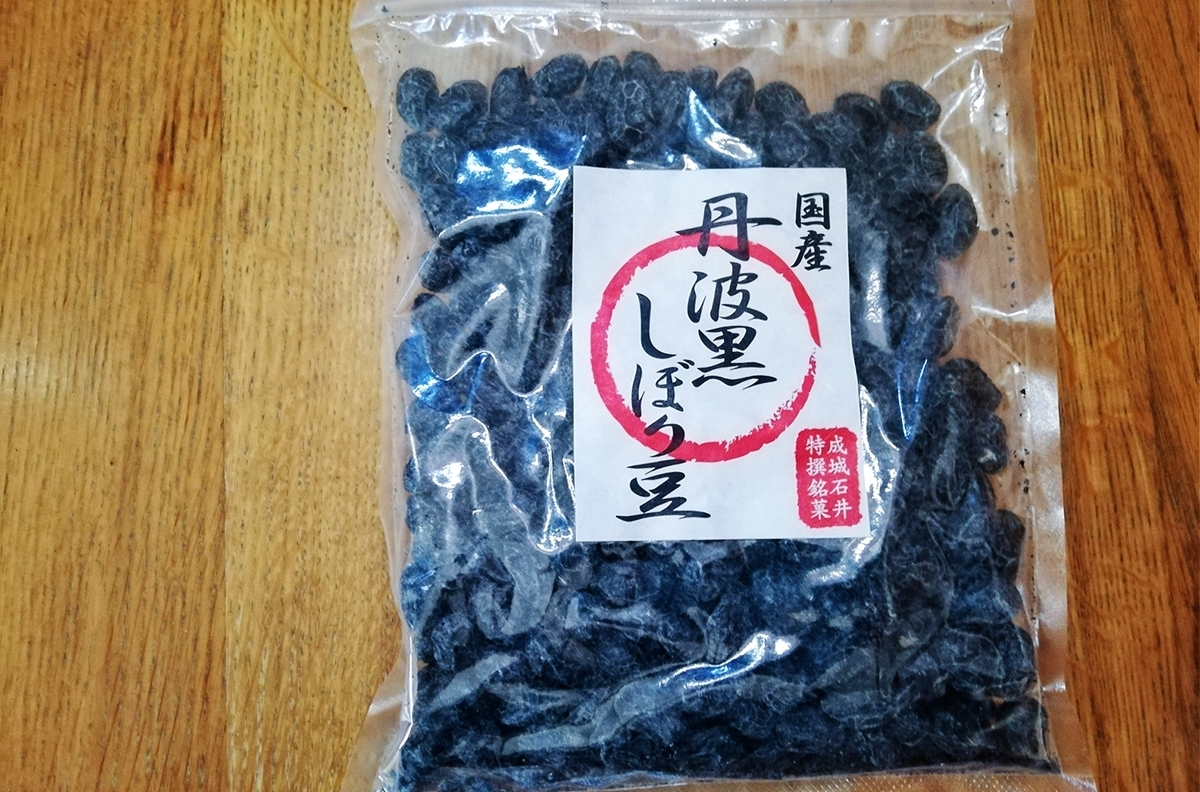 国産
丹波黒
しぼり豆
成城石井
特撰銘菓